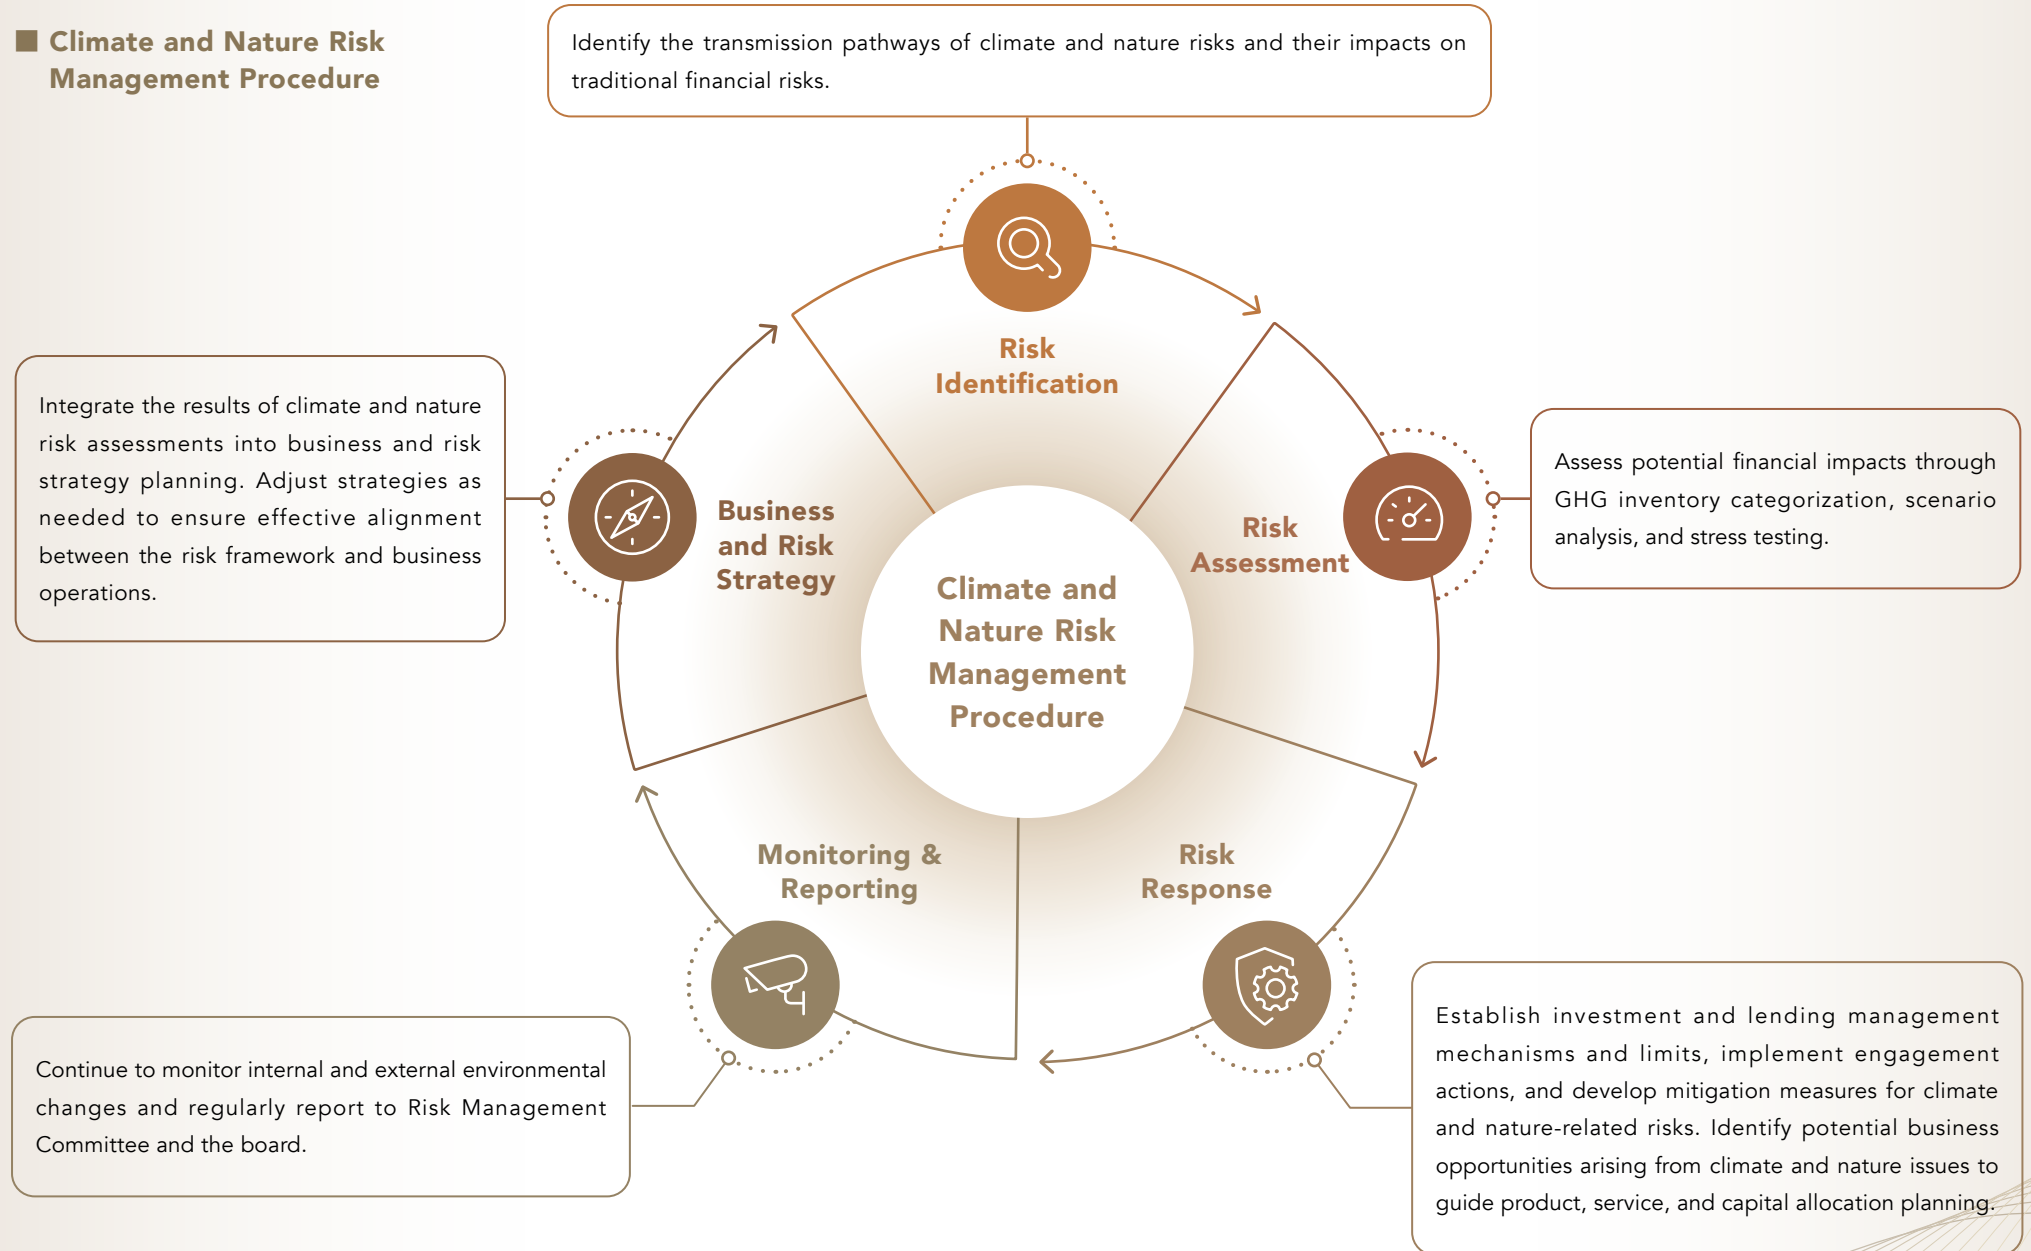 Climate and Nature Risk
Management Procedure
Identify the transmission pathways of climate and nature risks and their impacts on
traditional financial risks.
Risk
Identification
Integrate the results of climate and nature
risk assessments into business and risk
strategy planning. Adjust strategies as
needed to ensure effective alignment
between the risk framework and business
operations.
Business
and Risk
Strategy
Risk
Assessment
Assess potential financial impacts through
GHG inventory categorization, scenario
analysis, and stress testing.
Climate and
Nature Risk
Management
Procedure
Monitoring &
Reporting
Risk
Response
Continue to monitor internal and external environmental
changes and regularly report to Risk Management
Committee and the board.
Establish investment and lending management
mechanisms and limits, implement engagement
actions, and develop mitigation measures for climate
and nature-related risks. Identify potential business
opportunities arising from climate and nature issues to
guide product, service, and capital allocation planning.